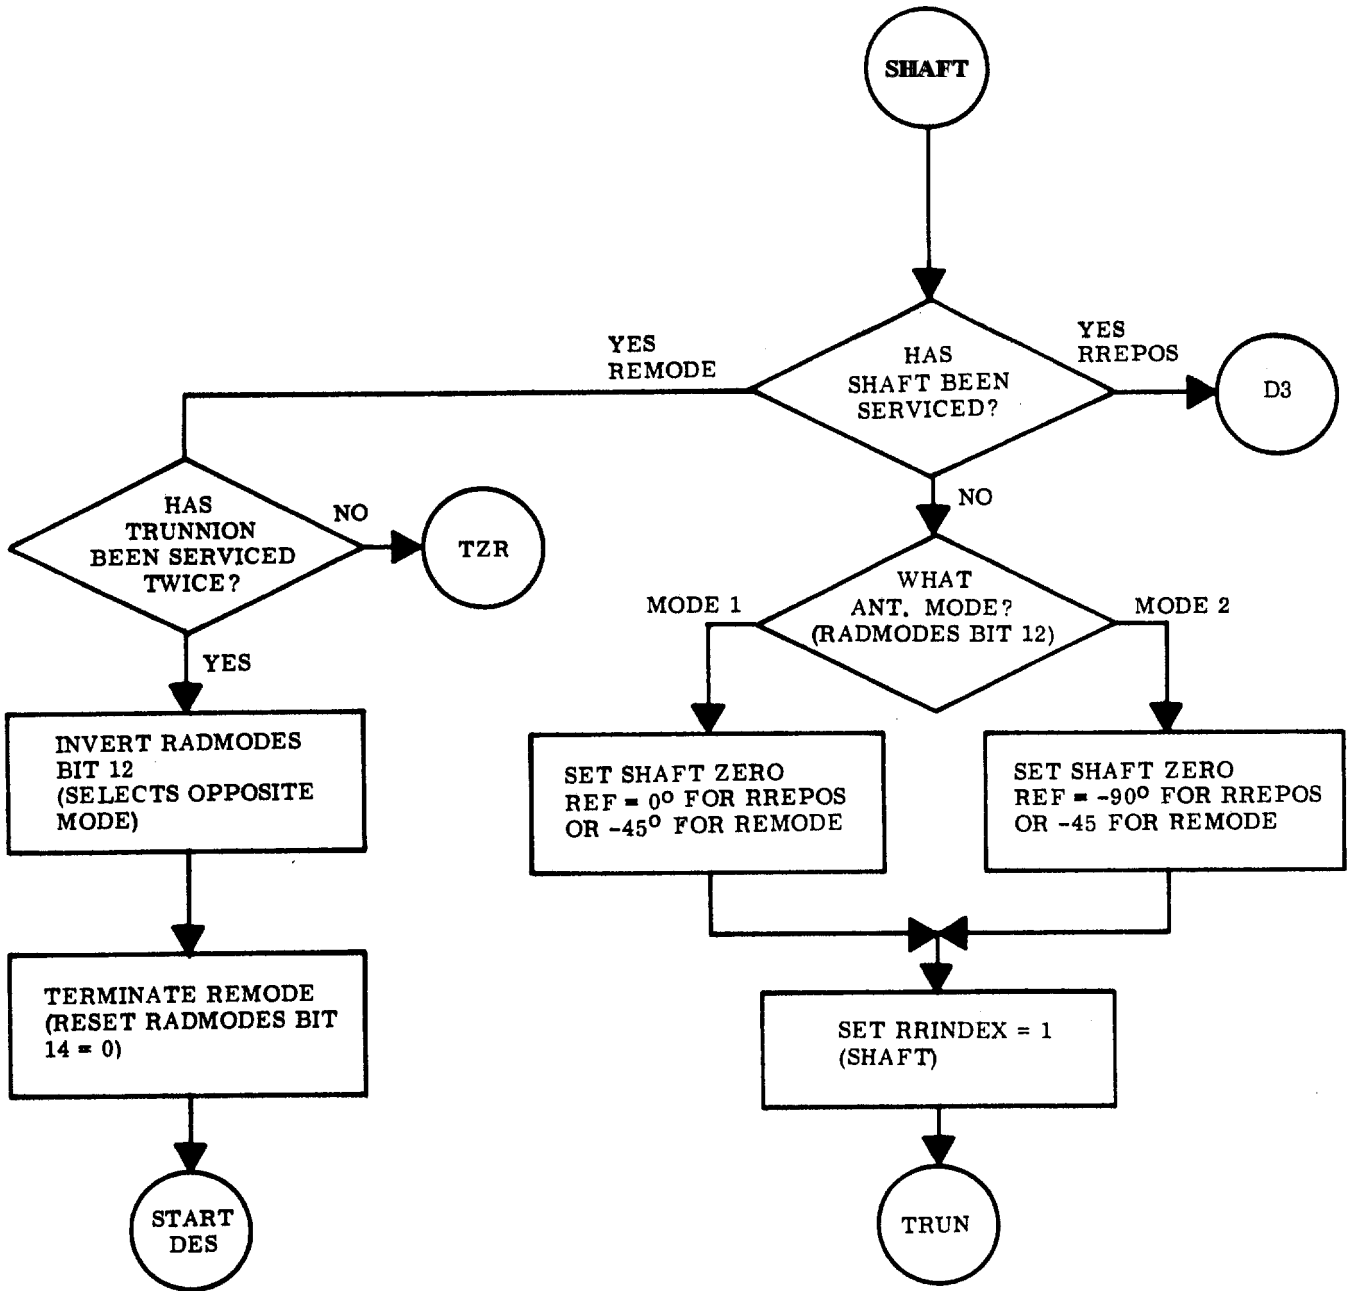 SHAFT
YES
REMODE
HAS
SHAFT BEEN
SERVICED?
YES
RREPOS
D3
HAS
TRUNNION
BEEN SERVICED
TWICE?
NO
TZR
NO
WHAT
ANT. MODE?
(RADMODES BIT 12)
MODE 1
MODE 2
YES
INVERT RADMODES
BIT 12
(SELECTS OPPOSITE
MODE)
SET SHAFT ZERO
REF = 0° FOR RREPOS
OR -45° FOR REMODE
SET SHAFT ZERO
REF = -90° FOR RREPOS
OR -45 FOR REMODE
TERMINATE REMODE
(RESET RADMODES BIT
14 = 0)
SET RRINDEX = 1
(SHAFT)
START
DES
TRUN